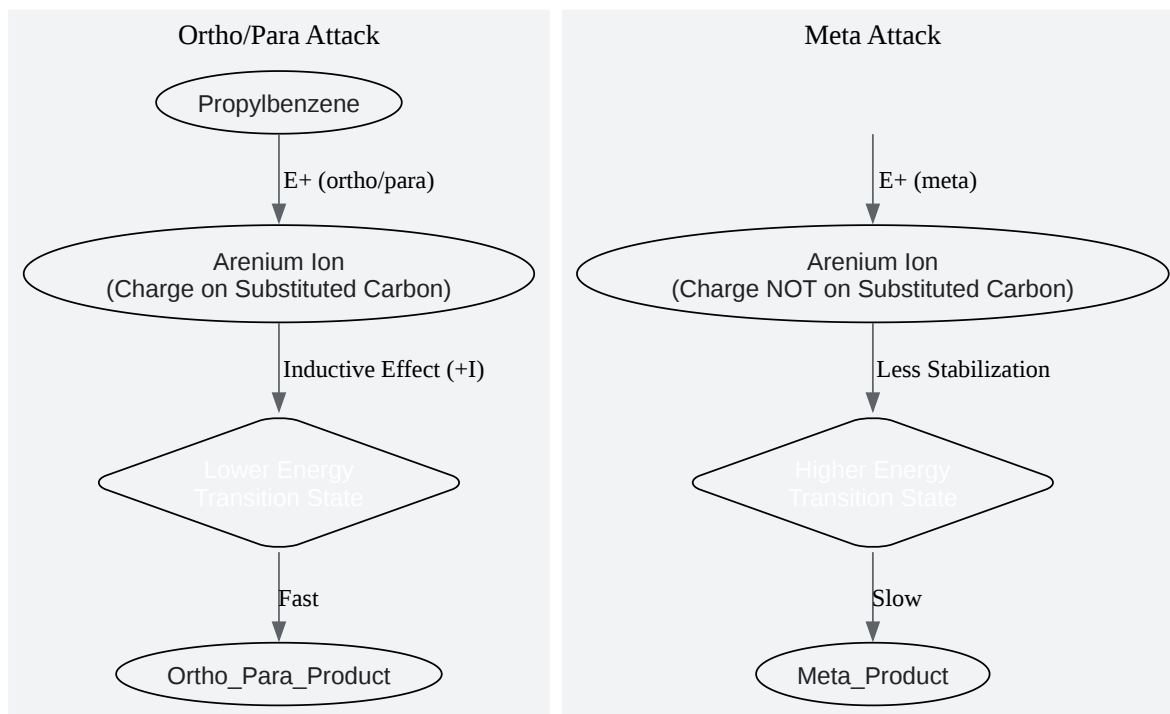 Ortho/Para Attack
Propylbenzene
E+ (ortho/para)
Arenium Ion
(Charge on Substituted Carbon)
Inductive Effect (+I)
Lower Energy
Transition State
Fast
Ortho_Para_Product
Meta Attack
E+ (meta)
Arenium Ion
(Charge NOT on Substituted Carbon)
Less Stabilization
Higher Energy
Transition State
Slow
Meta_Product